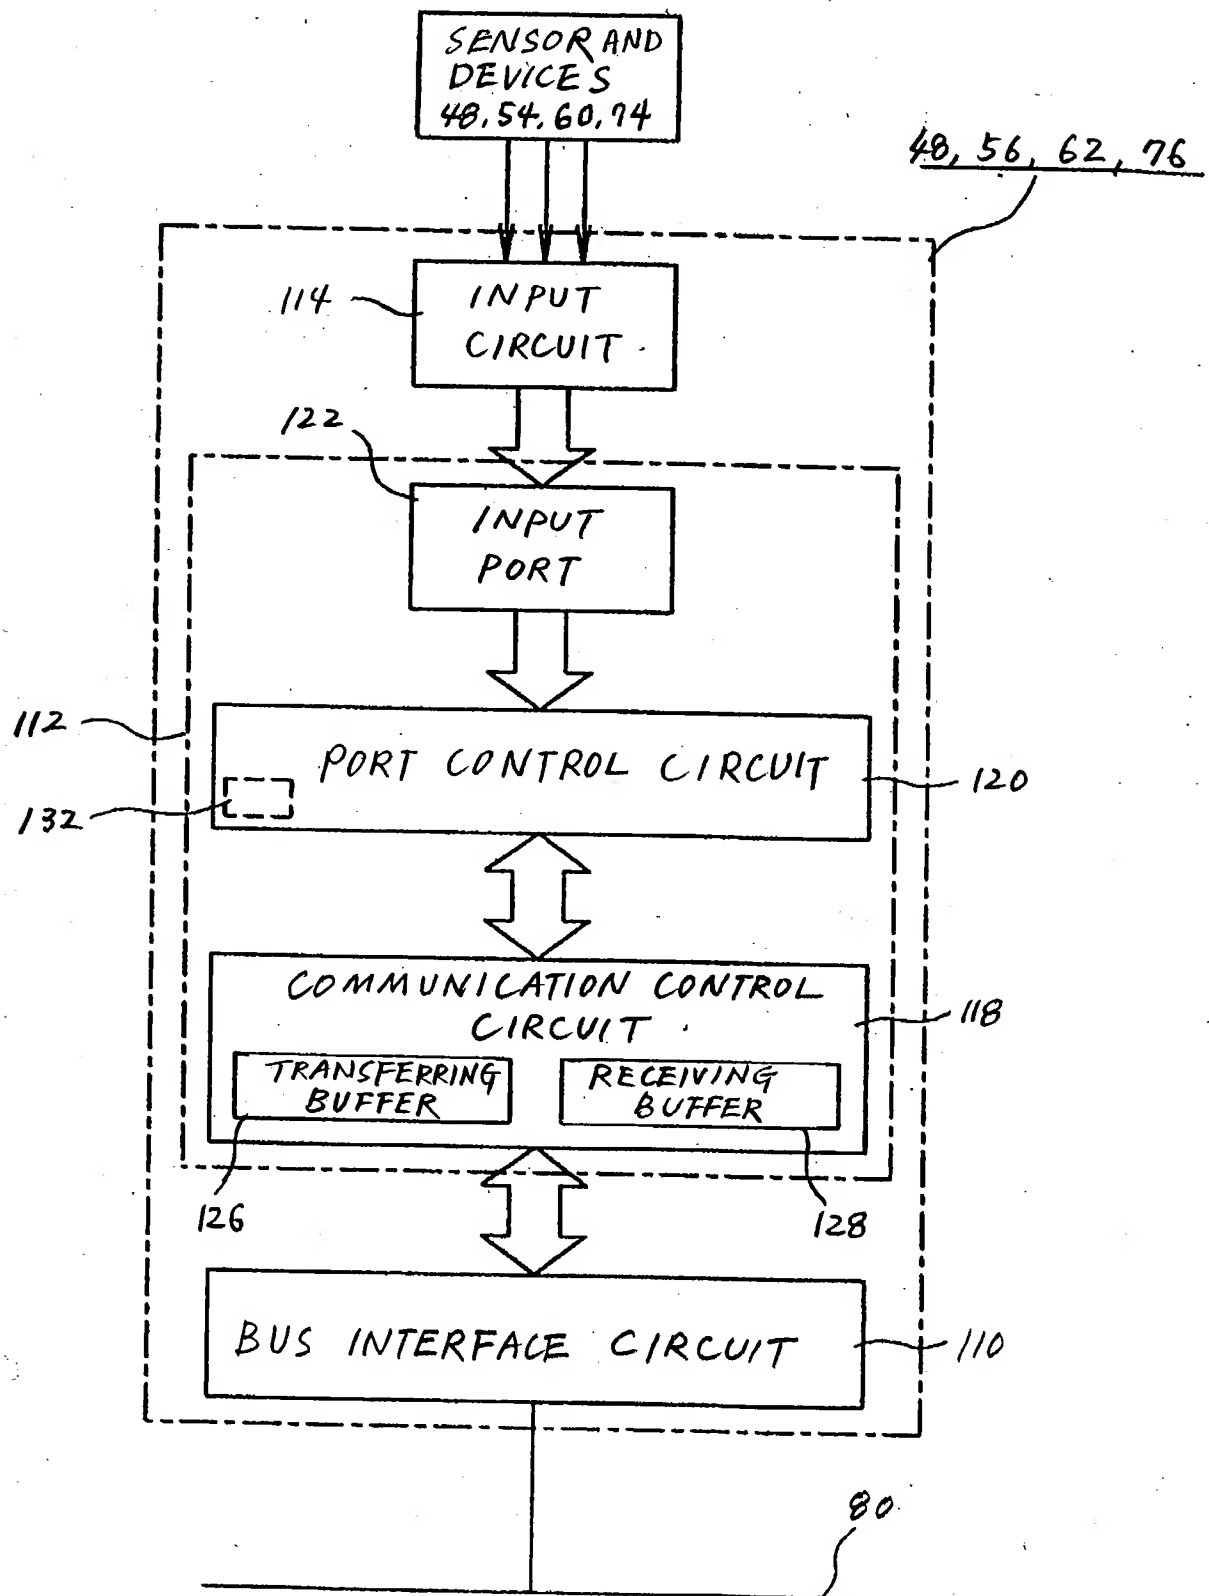 SENSOR AND
DEVICES
48, 54, 60, 74
48, 56, 62, 76
114
INPUT
CIRCUIT
122
INPUT
PORT
112
PORT CONTROL CIRCUIT
120
132
COMMUNICATION CONTROL
CIRCUIT
118
TRANSFERRING
BUFFER
RECEIVING
BUFFER
126
128
BUS INTERFACE CIRCUIT
110
80